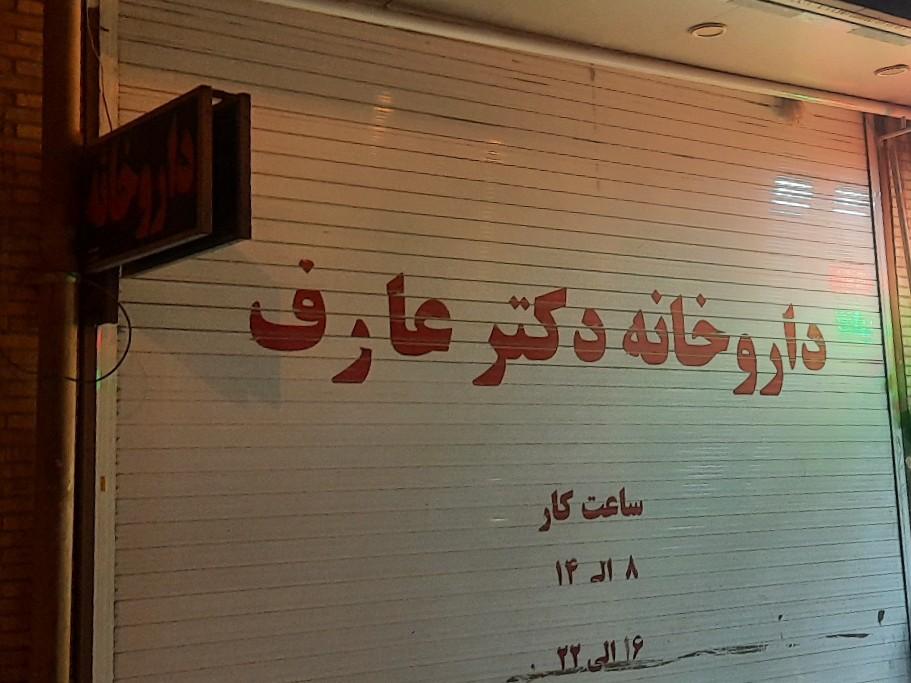 داروخانه
داروخانه دکتر عارف
ساعت کار
۸ الی ۱۴
۱۶ الی ۲۲